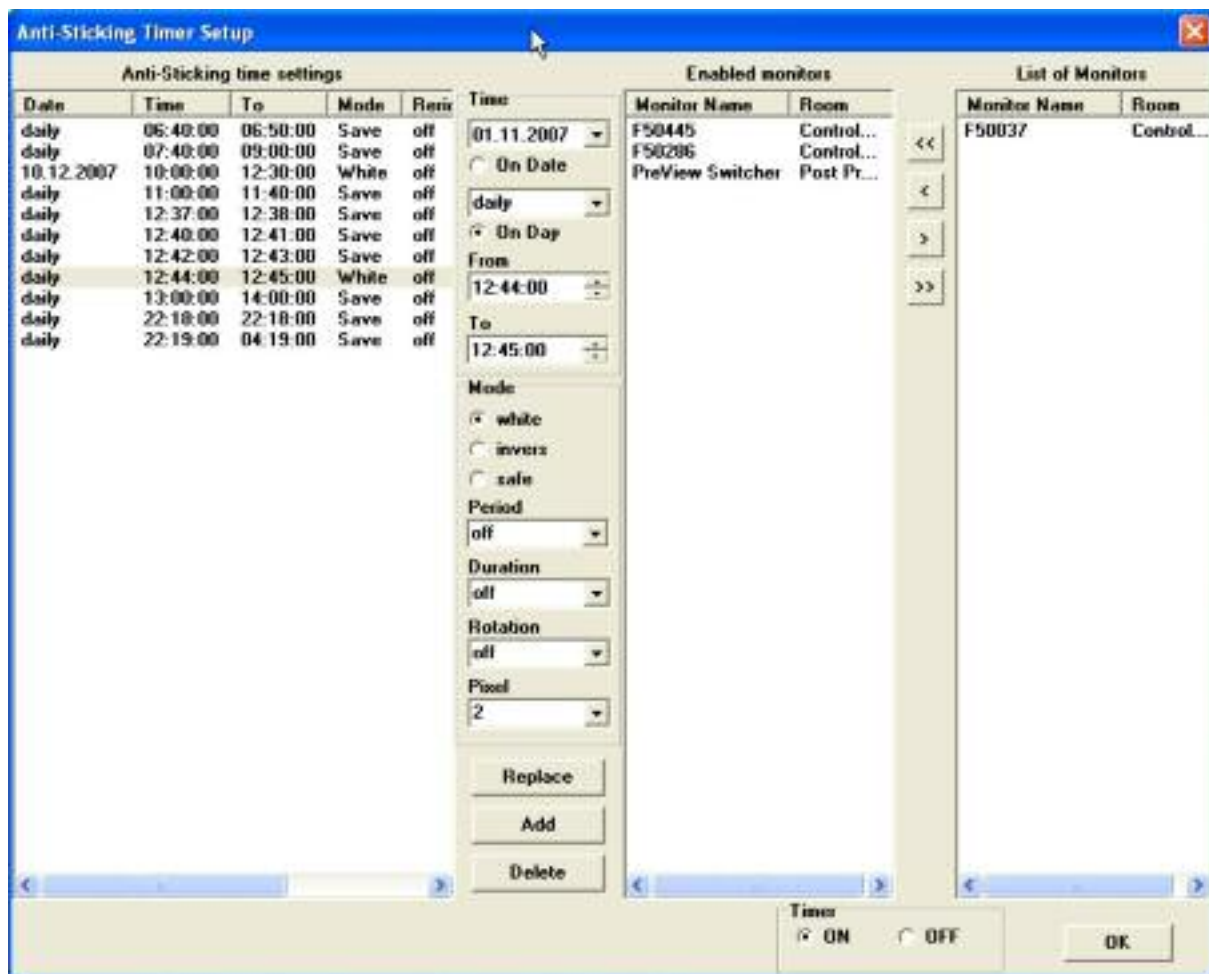 Anti-Sticking Timer Setup
Anti-Sticking time settings
Date Time To Mode Reri
daily 06:40:00 06:50:00 Save off
daily 07:40:00 09:00:00 Save off
10.12.2007 10:00:00 12:30:00 White off
daily 11:00:00 11:40:00 Save off
daily 12:37:00 12:38:00 Save off
daily 12:40:00 12:41:00 Save off
daily 12:42:00 12:43:00 Save off
daily 12:44:00 12:45:00 White off
daily 13:00:00 14:00:00 Save off
daily 22:18:00 22:18:00 Save off
daily 22:19:00 04:19:00 Save off
Time
01.11.2007
On Date
daily
On Day
From
12:44:00
To
12:45:00
Mode
white
invers
safe
Period
off
Duration
off
Rotation
off
Pixel
2
Replace
Add
Delete
Enabled monitors
Monitor Name Room
F50445 Control...
F50286 Control...
PreView Switcher Post Pr...
<<
<
>
>>
List of Monitors
Monitor Name Room
F50037 Control...
Timer
ON OFF
OK